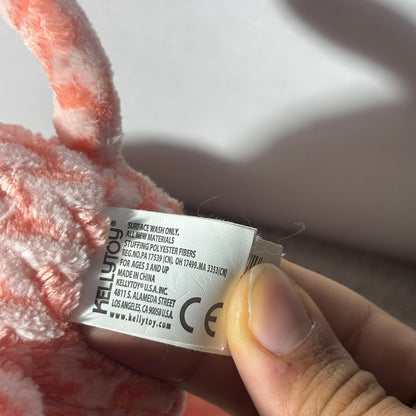 KELLYTOY®
SURFACE WASH ONLY.
ALL NEW MATERIALS
STUFFING POLYESTER FIBERS
REG.NO.PA 17539 (CN), OH 17499 .MA 3353(CN)
FOR AGES 3 AND UP
MADE IN CHINA
KELLYTOY® U.S.A. INC.
4811 S. ALAMEDA STREET
LOS ANGELES, CA 90058 U.S.A.
www.kellytoy.com
CE